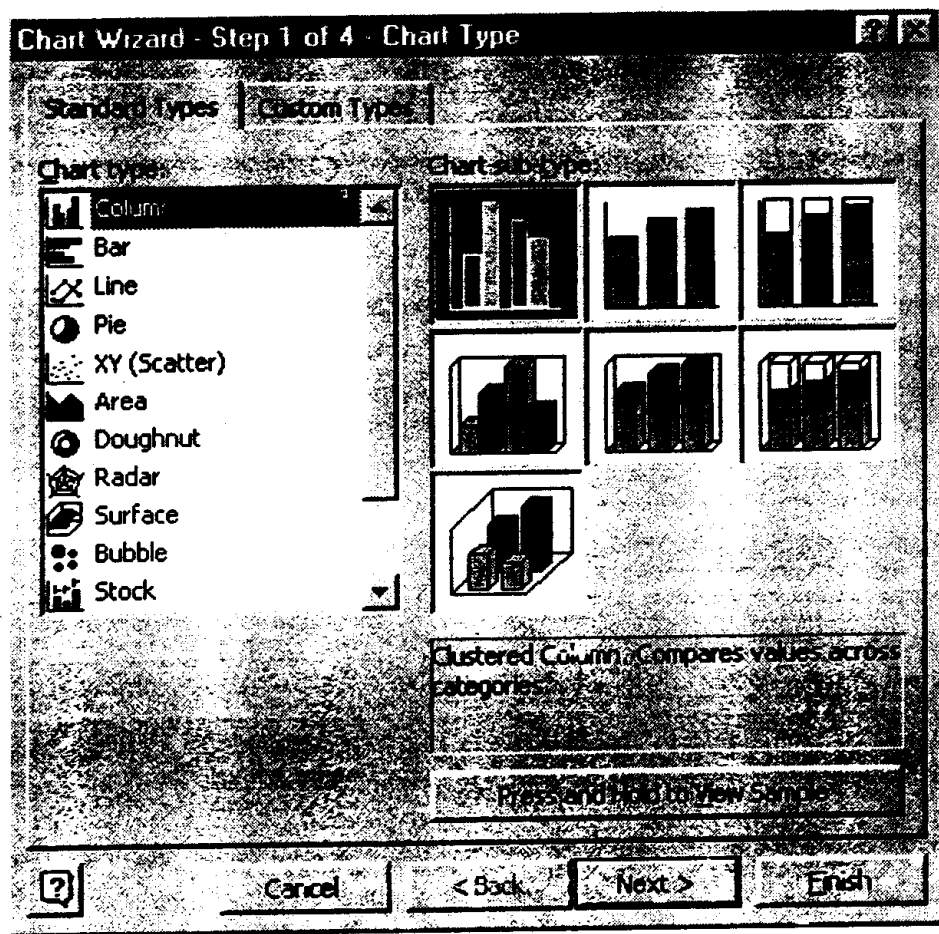 Chart Wizard - Step 1 of 4 - Chart Type
Standard Types
Custom Types
Chart type:
Column
Bar
Line
Pie
XY (Scatter)
Area
Doughnut
Radar
Surface
Bubble
Stock
Chart sub-type:
Clustered Column. Compares values across
categories.
Press and Hold to View Sample
Cancel
< Back
Next >
Finish